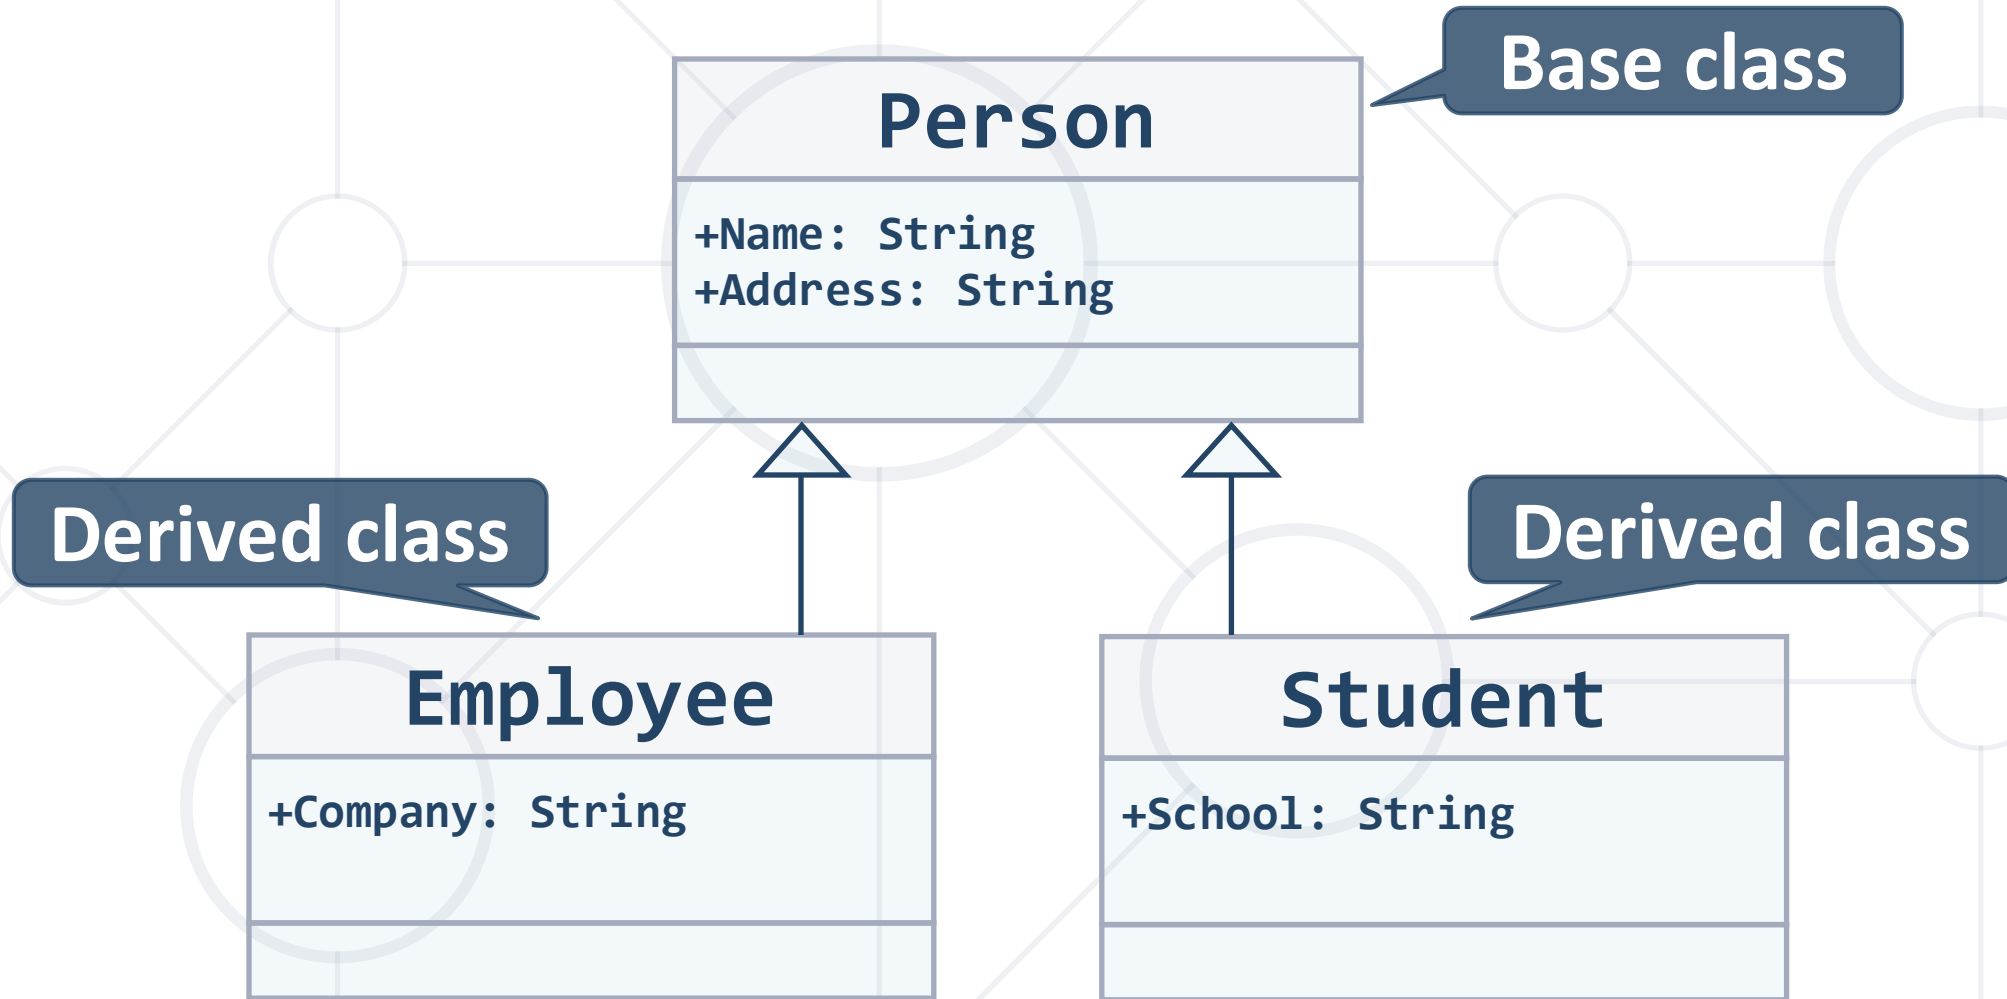 Base class
Person
+Name: String
+Address: String
Derived class
Derived class
Employee
+Company: String
Student
+School: String